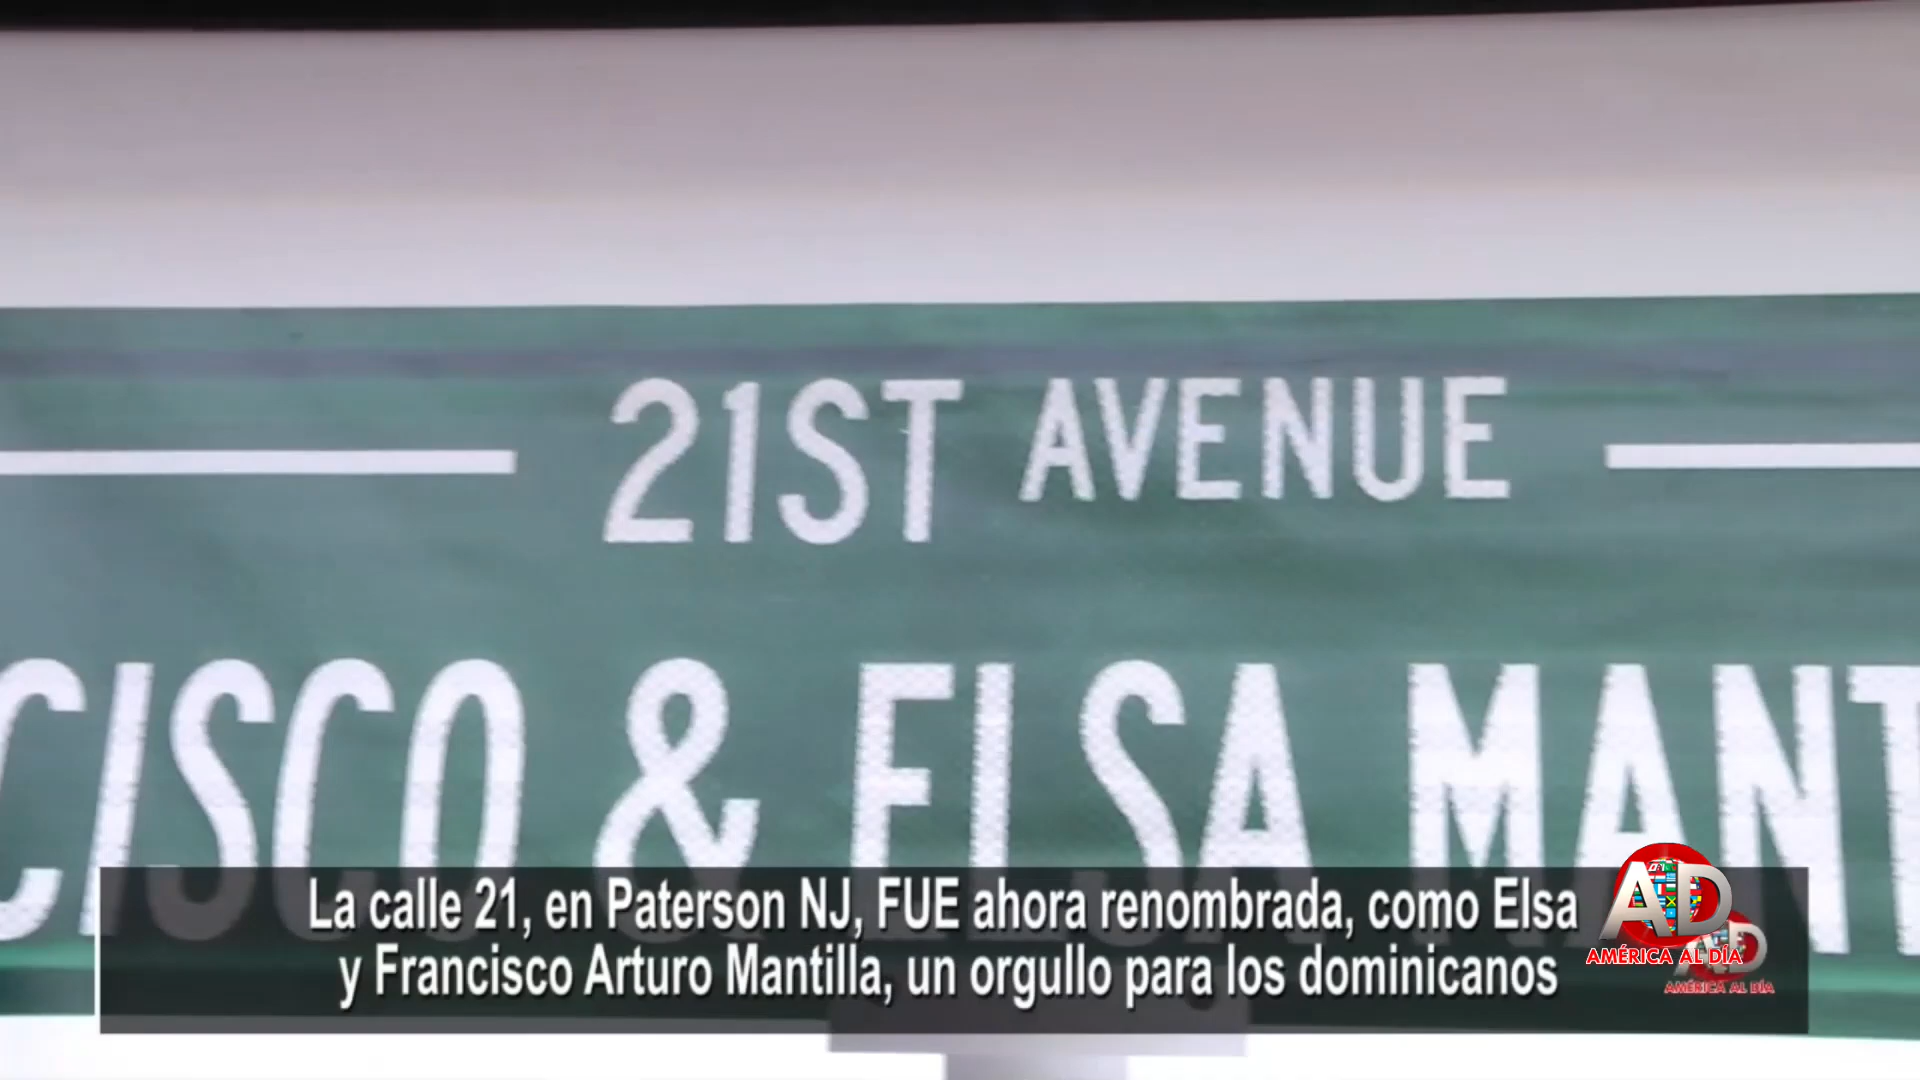 21ST AVENUE
CISCO & ELSA MANT
La calle 21, en Paterson NJ, FUE ahora renombrada, como Elsa
y Francisco Arturo Mantilla, un orgullo para los dominicanos
AD
AMÉRICA AL DÍA
AD
AMÉRICA AL DÍA